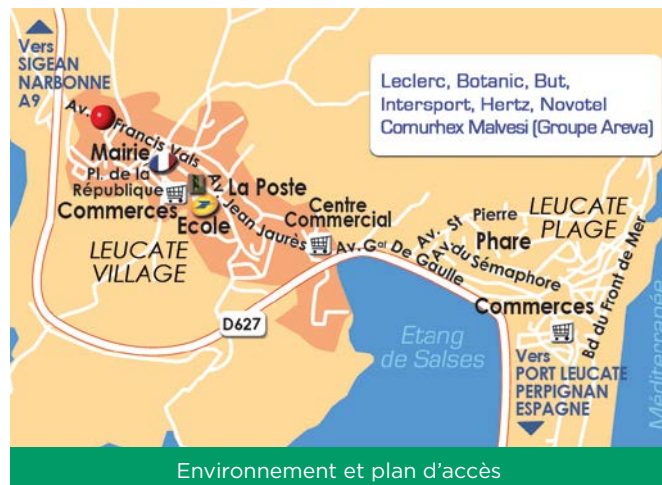 Vers
SIGEAN
NARBONNE
A9
Leclerc, Botanic, But,
Intersport, Hertz, Novotel
Comurhex Malvesi (Groupe Areva)
Av. Francis Vals
Mairie
Pl. de la
République
La Poste
Commerces
Ecole
Av. Jean Jaurès
Centre
Commercial
LEUCATE
VILLAGE
Av. Gal De Gaulle
Av. St Pierre
LEUCATE
PLAGE
Phare
Av. du Sémaphore
Bd du Front de Mer
Commerces
D627
Etang
de Salses
Vers
PORT LEUCATE
PERPIGNAN
ESPAGNE
Méditerranée
Environnement et plan d'accès